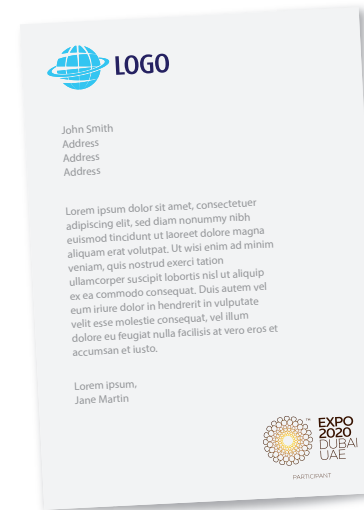 LOGO
John Smith
Address
Address
Address
Lorem ipsum dolor sit amet, consectetuer
adipiscing elit, sed diam nonummy nibh
euismod tincidunt ut laoreet dolore magna
aliquam erat volutpat. Ut wisi enim ad minim
veniam, quis nostrud exerci tation
ullamcorper suscipit lobortis nisl ut aliquip
ex ea commodo consequat. Duis autem vel
eum iriure dolor in hendrerit in vulputate
velit esse molestie consequat, vel illum
dolore eu feugiat nulla facilisis at vero eros et
accumsan et iusto.
Lorem ipsum,
Jane Martin
EXPO
2020
DUBAI
UAE
PARTICIPANT